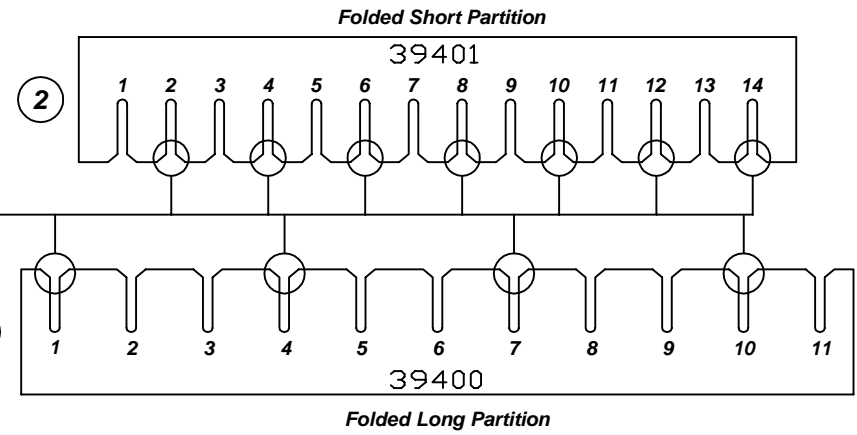 Folded Short Partition
39401
2
1 2 3 4 5 6 7 8 9 10 11 12 13 14
1 2 3 4 5 6 7 8 9 10 11
39400
Folded Long Partition